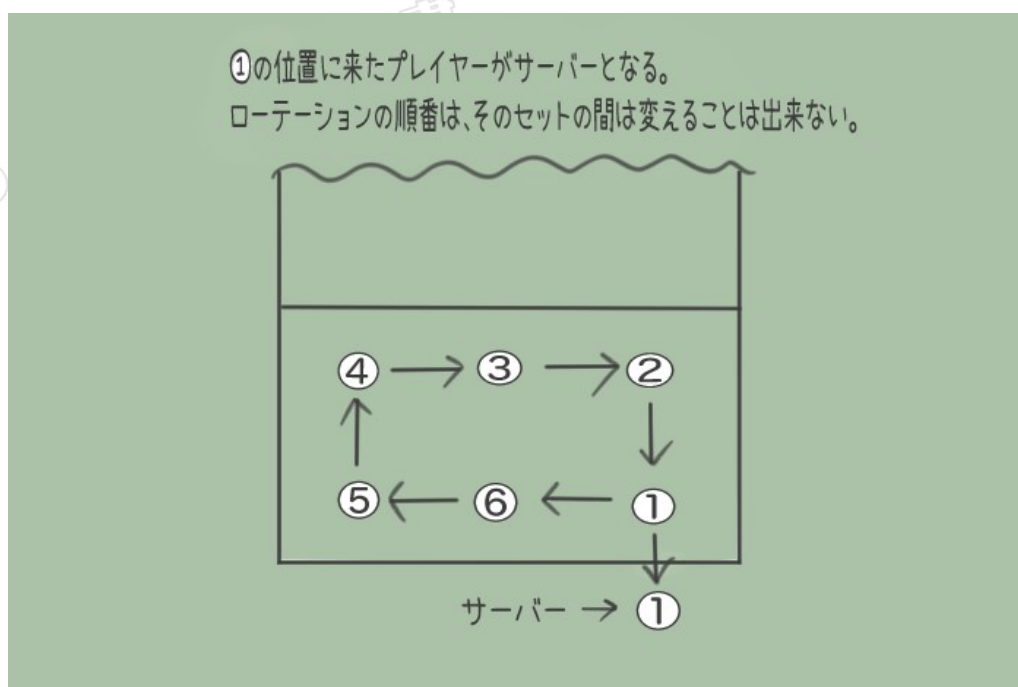 ①の位置に来たプレイヤーがサーバーとなる。
ローテーションの順番は、そのセットの間は変えることは出来ない。
④ → ③ → ②
⑤ ← ⑥ ← ①
サーバー → ①